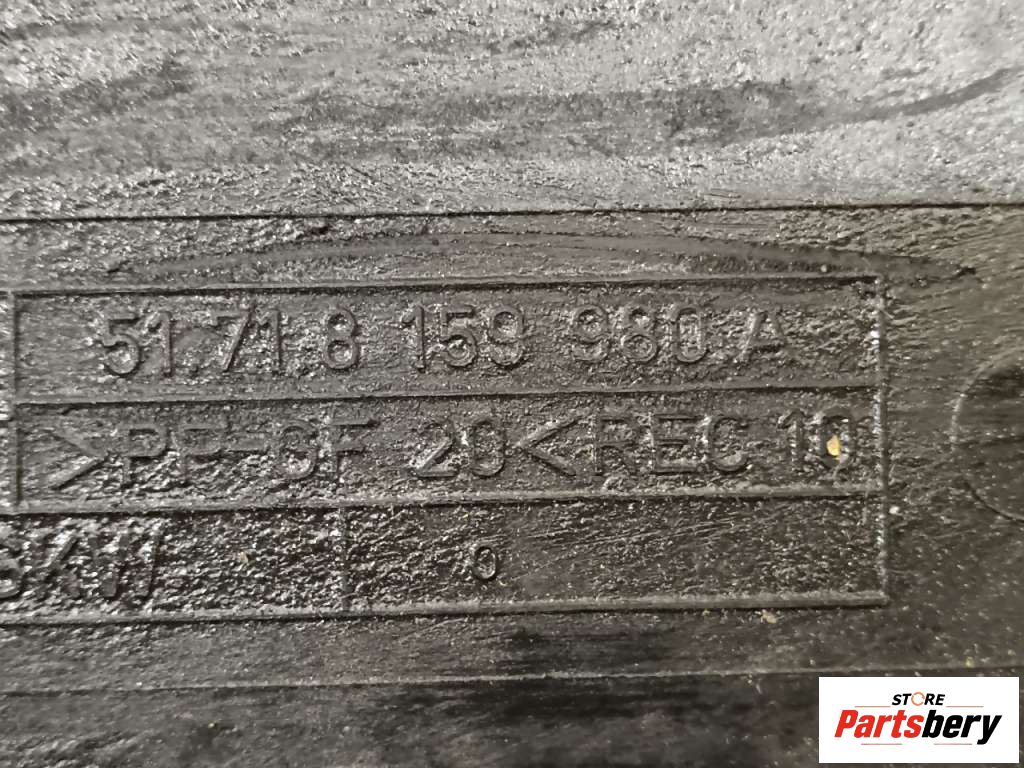 51.71.8 159 980.A
>PP-GF 20< REC 10
SKW
0
STORE
Partsbery